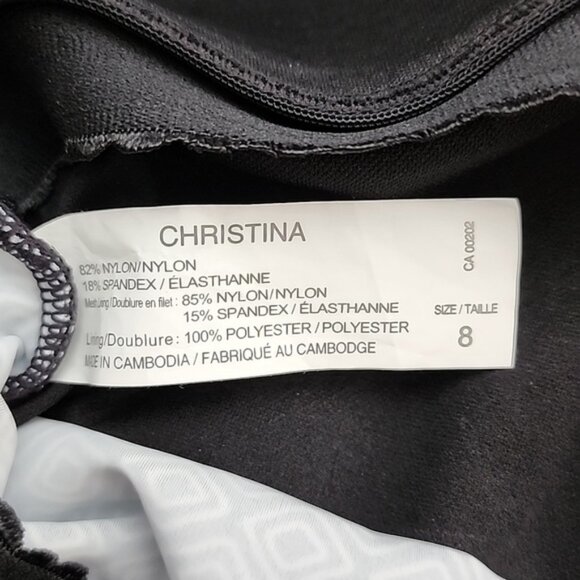 CHRISTINA
82% NYLON/NYLON
18% SPANDEX / ÉLASTHANNE
Mesh Lining/Doublure en filet : 85% NYLON/NYLON
15% SPANDEX / ÉLASTHANNE
Lining/Doublure : 100% POLYESTER / POLYESTER
MADE IN CAMBODIA / FABRIQUÉ AU CAMBODGE
CA 00202
SIZE / TAILLE
8